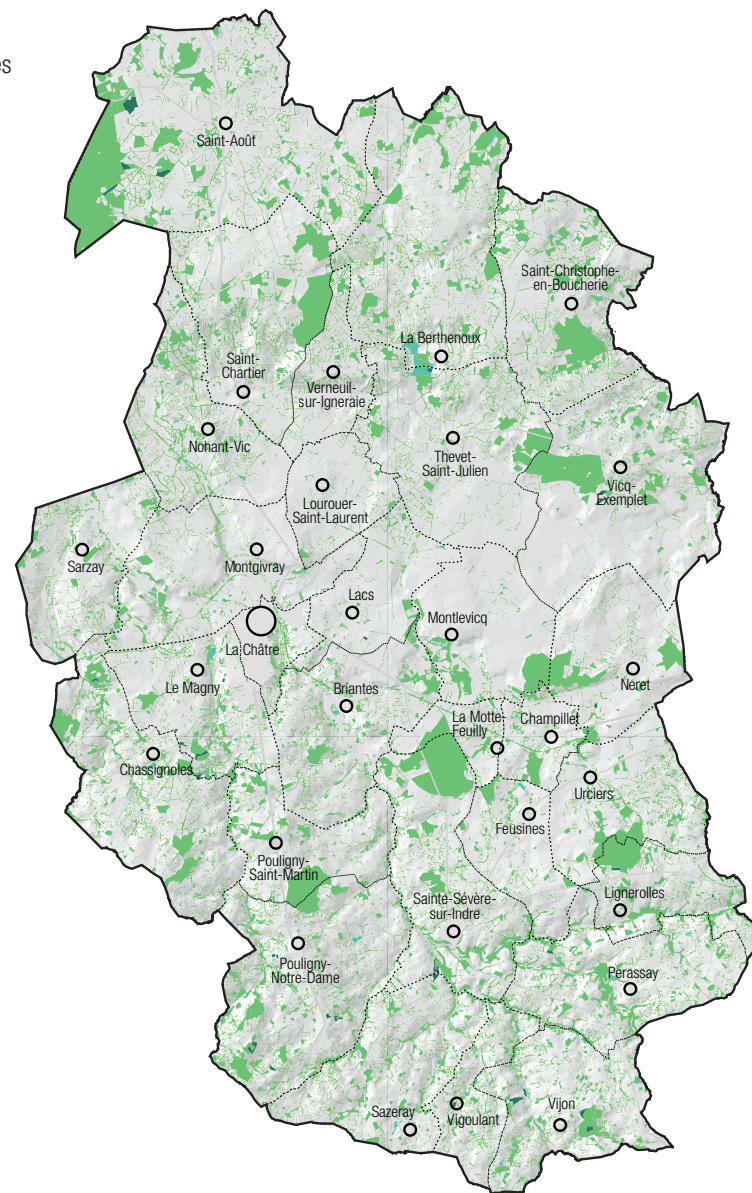 es
Saint-Août
Saint-Christophe-
en-Boucherie
La Berthenoux
Saint-
Chartier
Verneuil-
sur-Igneraie
Nohant-Vic
Thevet-
Saint-Julien
Vicq-
Exemplet
Lourouer-
Saint-Laurent
Sarzay
Montgivray
Lacs
Montlevicq
La Châtre
Le Magny
Neret
Briantes
La Motte-
Feuilly
Champillet
Chassignoles
Urciers
Feusines
Pouligny-
Saint-Martin
Sainte-Sévère-
sur-Indre
Lignerolles
Pouligny-
Notre-Dame
Perassay
Sazeray
Vigoulant
Vijon